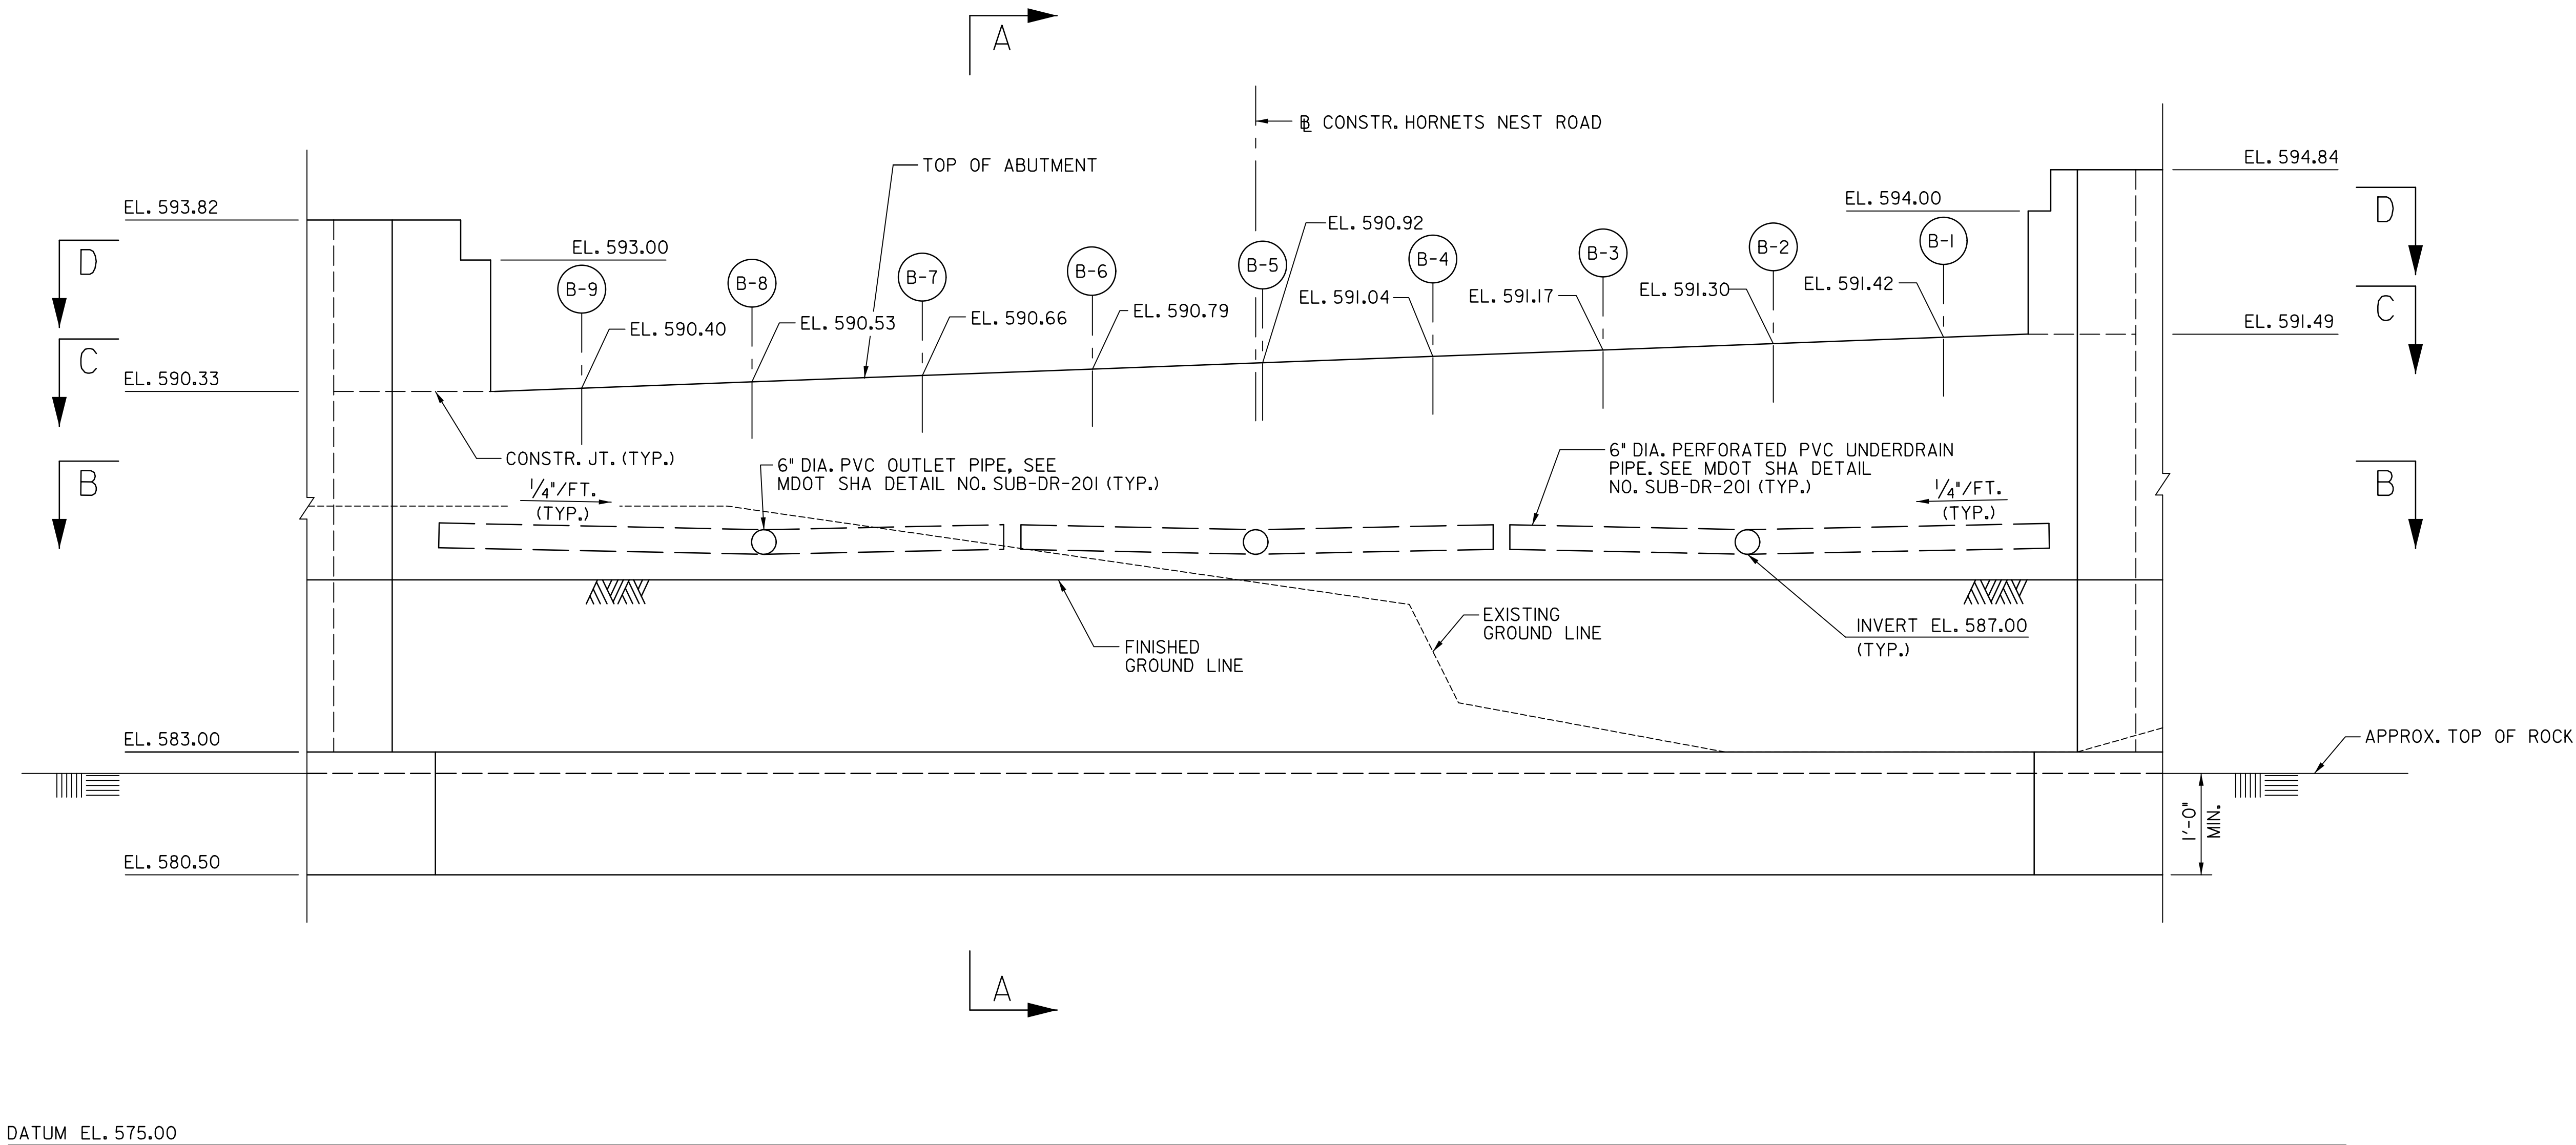 A
℄ CONSTR. HORNETS NEST ROAD
TOP OF ABUTMENT
EL. 594.84
EL. 593.82
EL. 594.00
D
D
EL. 593.00
EL. 590.92
B-9
B-8
B-7
B-6
B-5
B-4
B-3
B-2
B-1
EL. 590.40
EL. 590.53
EL. 590.66
EL. 590.79
EL. 591.04
EL. 591.17
EL. 591.30
EL. 591.42
EL. 591.49
C
C
EL. 590.33
CONSTR. JT. (TYP.)
6" DIA. PVC OUTLET PIPE, SEE
MDOT SHA DETAIL NO. SUB-DR-201 (TYP.)
6" DIA. PERFORATED PVC UNDERDRAIN
PIPE. SEE MDOT SHA DETAIL
NO. SUB-DR-201 (TYP.)
B
B
1/4"/FT.
(TYP.)
1/4"/FT.
(TYP.)
EXISTING
GROUND LINE
INVERT EL. 587.00
(TYP.)
FINISHED
GROUND LINE
EL. 583.00
APPROX. TOP OF ROCK
1'-0"
MIN.
EL. 580.50
A
DATUM EL. 575.00